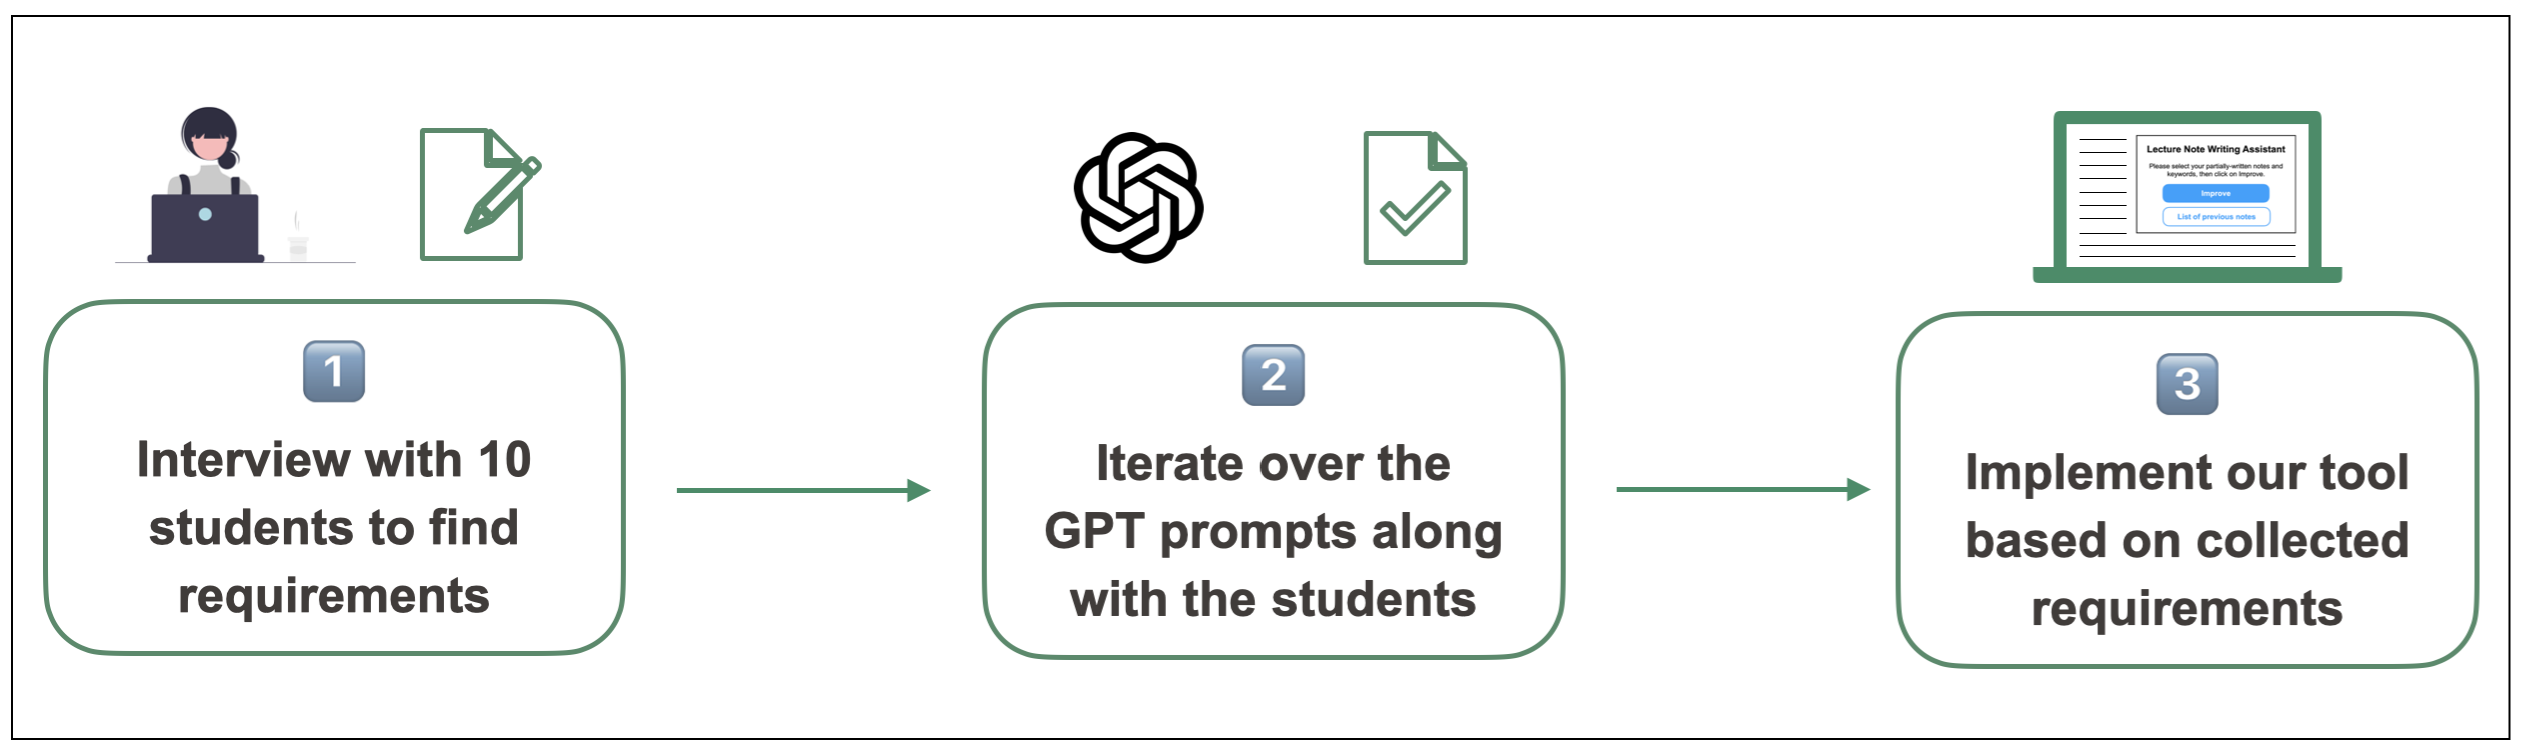 Lecture Note Writing Assistant
Please select your partially-written notes and
keywords, then click on Improve.
Improve
List of previous notes
1
Interview with 10
students to find
requirements
2
Iterate over the
GPT prompts along
with the students
3
Implement our tool
based on collected
requirements